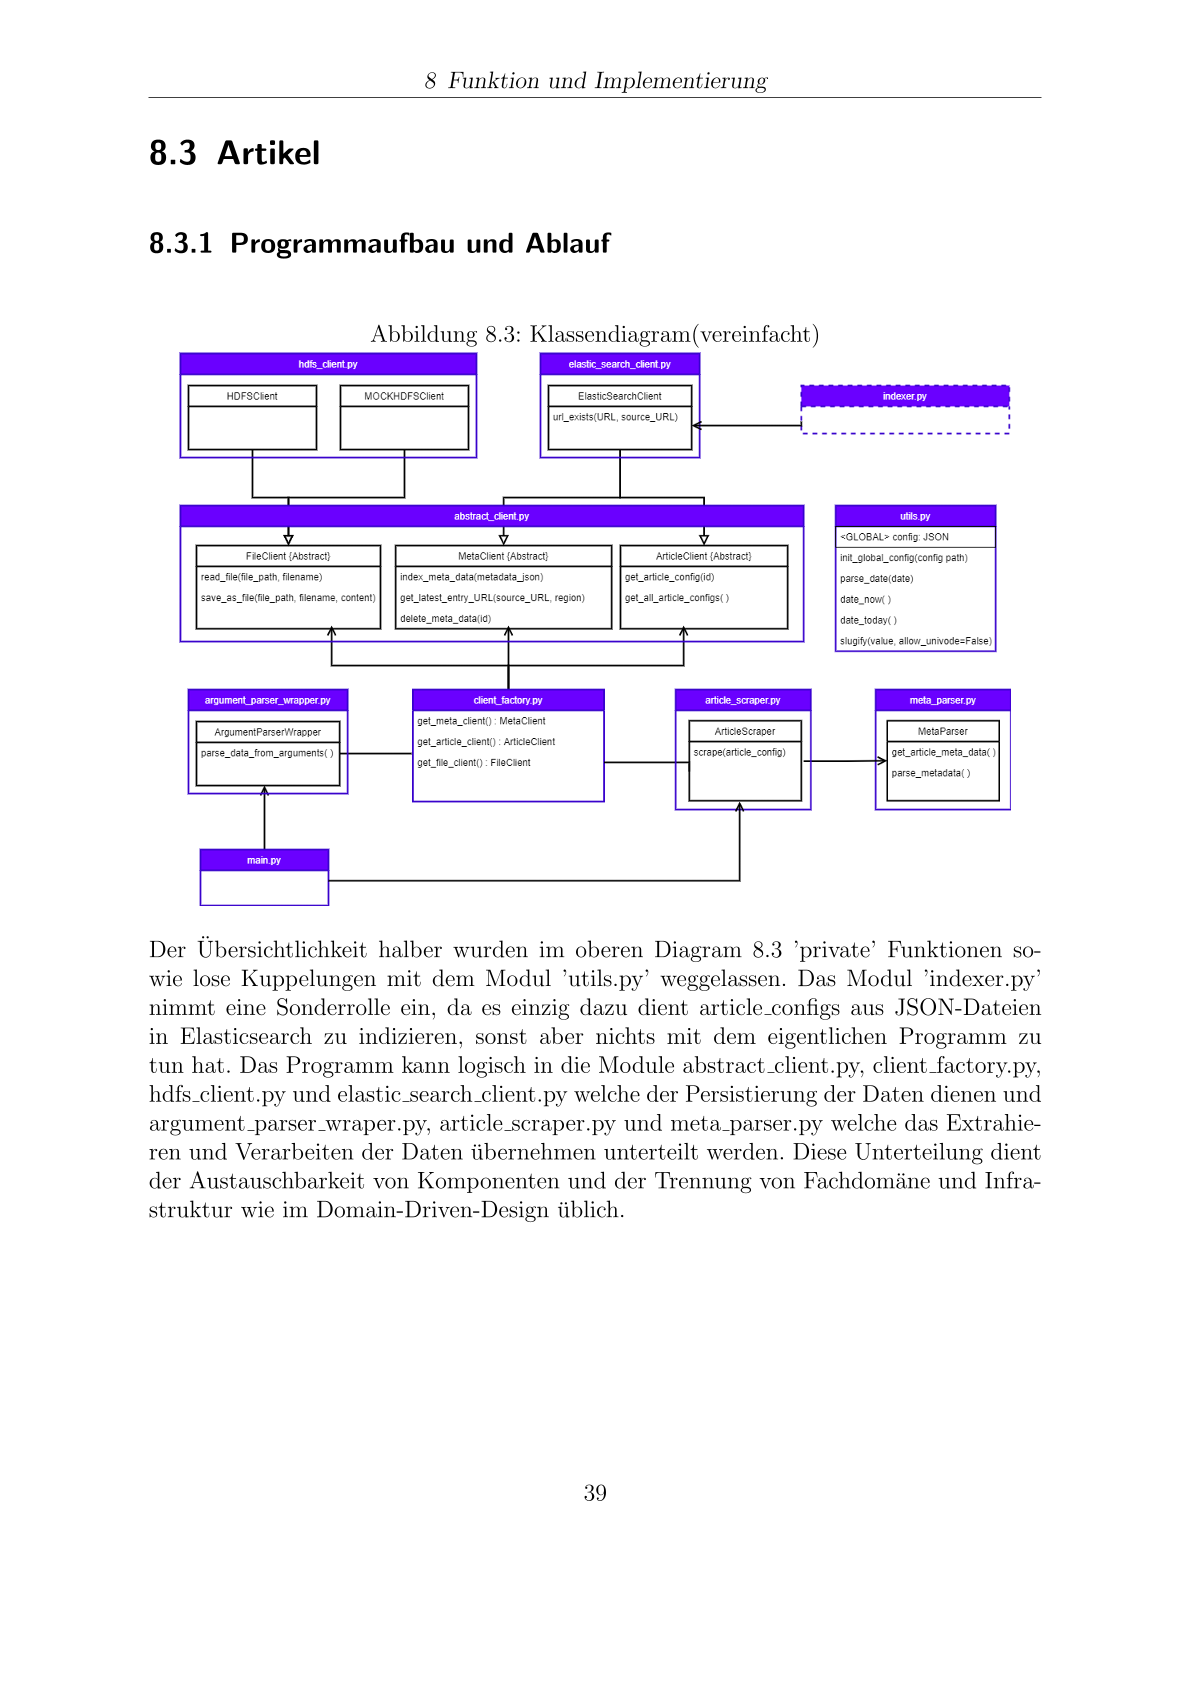 8 Funktion und Implementierung
8.3 Artikel
8.3.1 Programmaufbau und Ablauf
Abbildung 8.3: Klassendiagram(vereinfacht)
hdfs_client.py
HDFSClient
MOCKHDFSClient
elastic_search_client.py
ElasticSearchClient
url_exists(URL, source_URL)
indexer.py
abstract_client.py
FileClient {Abstract}
read_file(file_path, filename)
save_as_file(file_path, filename, content)
MetaClient {Abstract}
index_meta_data(metadata_json)
get_latest_entry_URL(source_URL, region)
delete_meta_data(id)
ArticleClient {Abstract}
get_article_config(id)
get_all_article_configs( )
utils.py
<GLOBAL> config: JSON
init_global_config(config path)
parse_date(date)
date_now( )
date_today( )
slugify(value, allow_univode=False)
argument_parser_wrapper.py
ArgumentParserWrapper
parse_data_from_arguments( )
client_factory.py
get_meta_client() : MetaClient
get_article_client() : ArticleClient
get_file_client() : FileClient
article_scraper.py
ArticleScraper
scrape(article_config)
meta_parser.py
MetaParser
get_article_meta_data( )
parse_metadata( )
main.py
Der Übersichtlichkeit halber wurden im oberen Diagram 8.3 'private' Funktionen so-
wie lose Kuppelungen mit dem Modul 'utils.py' weggelassen. Das Modul 'indexer.py'
nimmt eine Sonderrolle ein, da es einzig dazu dient article_configs aus JSON-Dateien
in Elasticsearch zu indizieren, sonst aber nichts mit dem eigentlichen Programm zu
tun hat. Das Programm kann logisch in die Module abstract_client.py, client_factory.py,
hdfs_client.py und elastic_search_client.py welche der Persistierung der Daten dienen und
argument_parser_wraper.py, article_scraper.py und meta_parser.py welche das Extrahie-
ren und Verarbeiten der Daten übernehmen unterteilt werden. Diese Unterteilung dient
der Austauschbarkeit von Komponenten und der Trennung von Fachdomäne und Infra-
struktur wie im Domain-Driven-Design üblich.
39